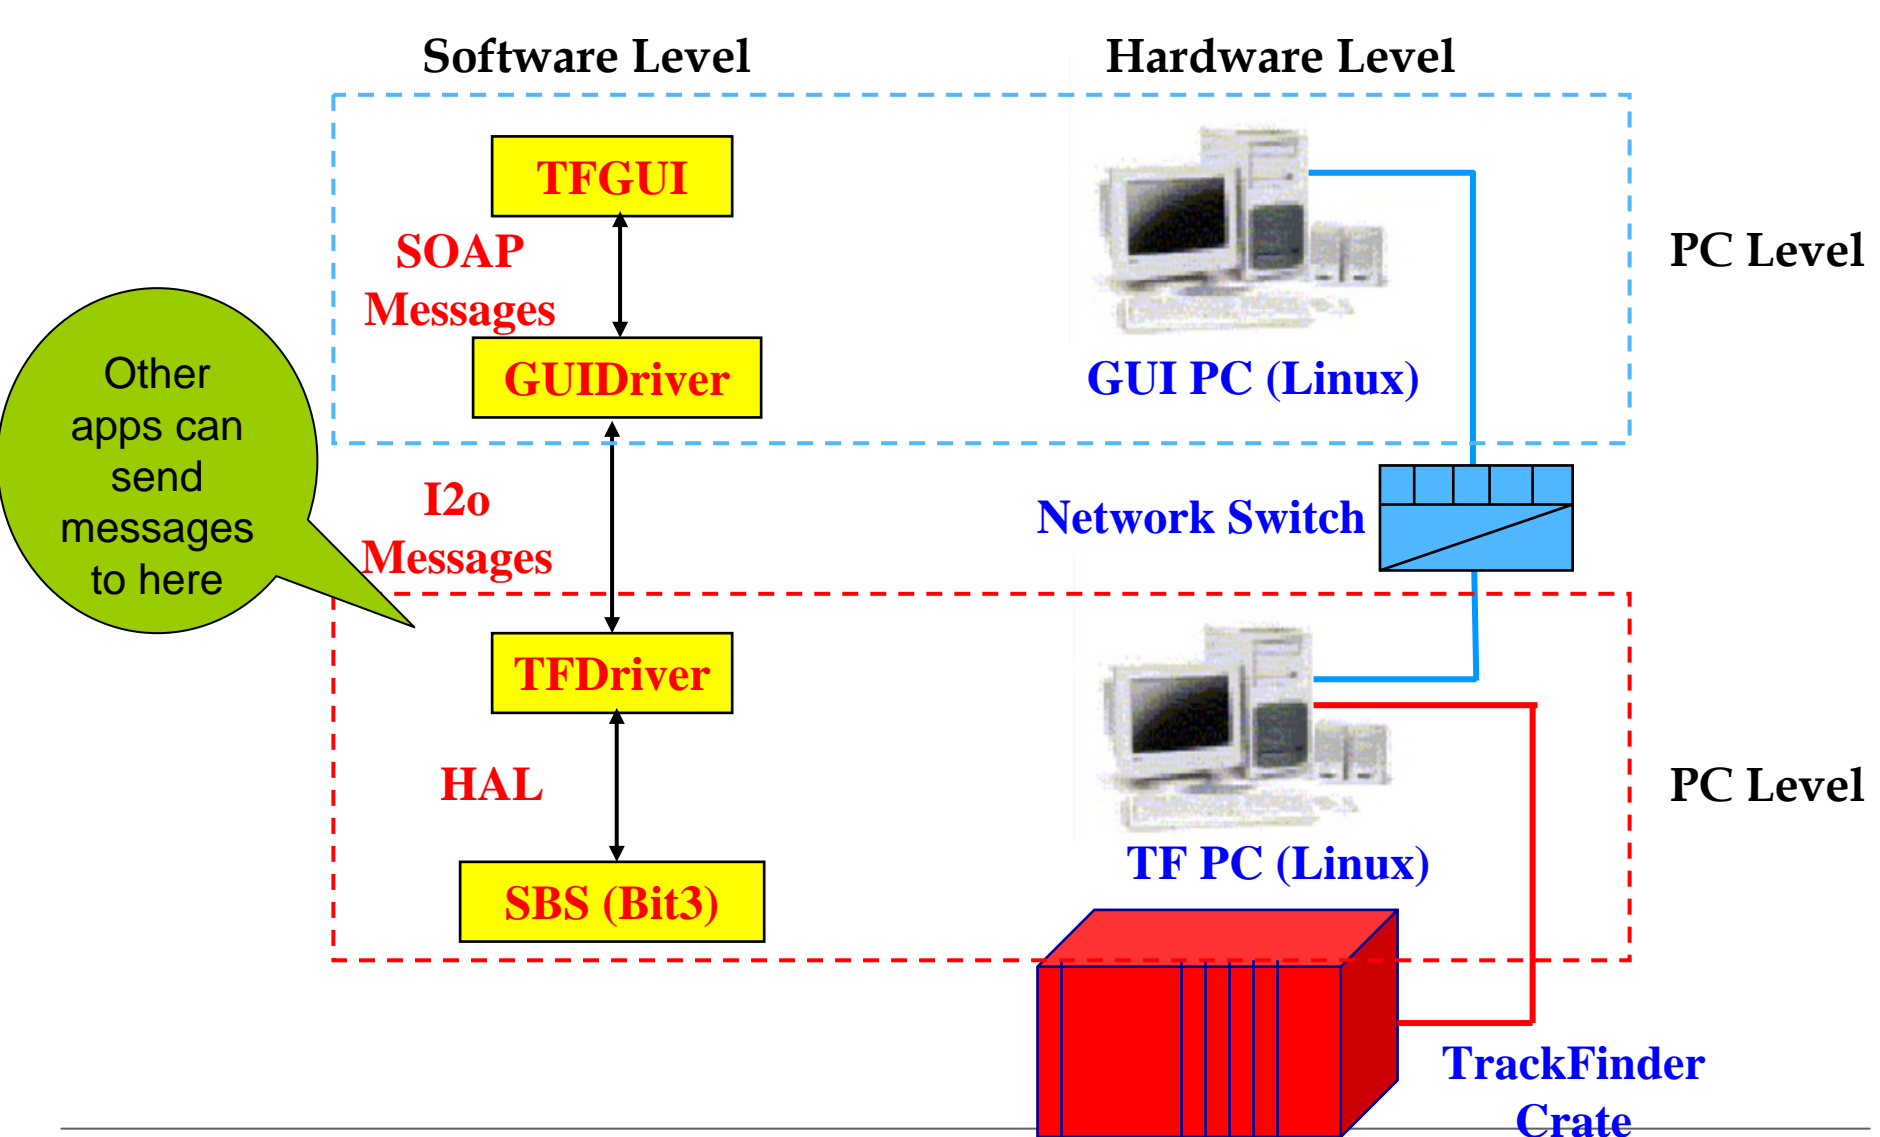 Software Level
Hardware Level
TFGUI
SOAP
Messages
GUIDriver
GUI PC (Linux)
PC Level
Other
apps can
send
messages
to here
I2o
Messages
Network Switch
TFDriver
HAL
SBS (Bit3)
TF PC (Linux)
PC Level
TrackFinder
Crate